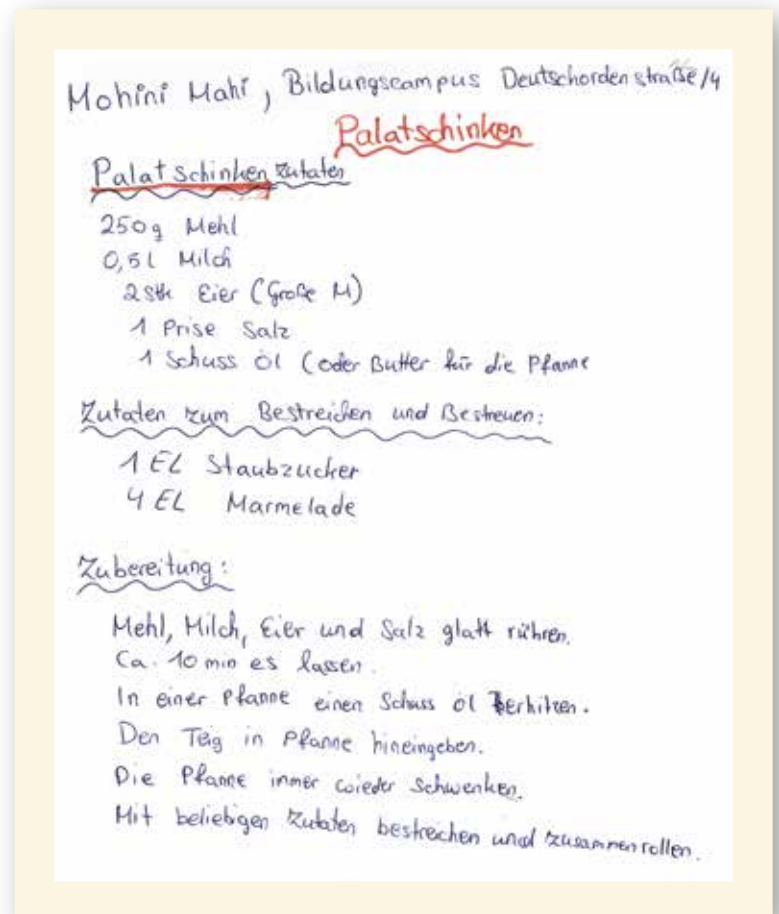 Mohini Mahi, Bildungscampus Deutschordenstraße/4
Palatschinken
Palatschinken Zutaten
250g Mehl
0,5l Milch
2 Stk Eier (Große M)
1 Prise Salz
1 Schuss öl (oder Butter für die Pfanne
Zutaten zum Bestreichen und Bestreuen:
1 EL Staubzucker
4 EL Marmelade
Zubereitung:
Mehl, Milch, Eier und Salz glatt rühren.
Ca. 10 min es lassen.
In einer Pfanne einen Schuss öl erhitzen.
Den Teig in Pfanne hineingeben.
Die Pfanne immer wieder Schwenken.
Mit beliebigen Zutaten bestreichen und zusammenrollen.